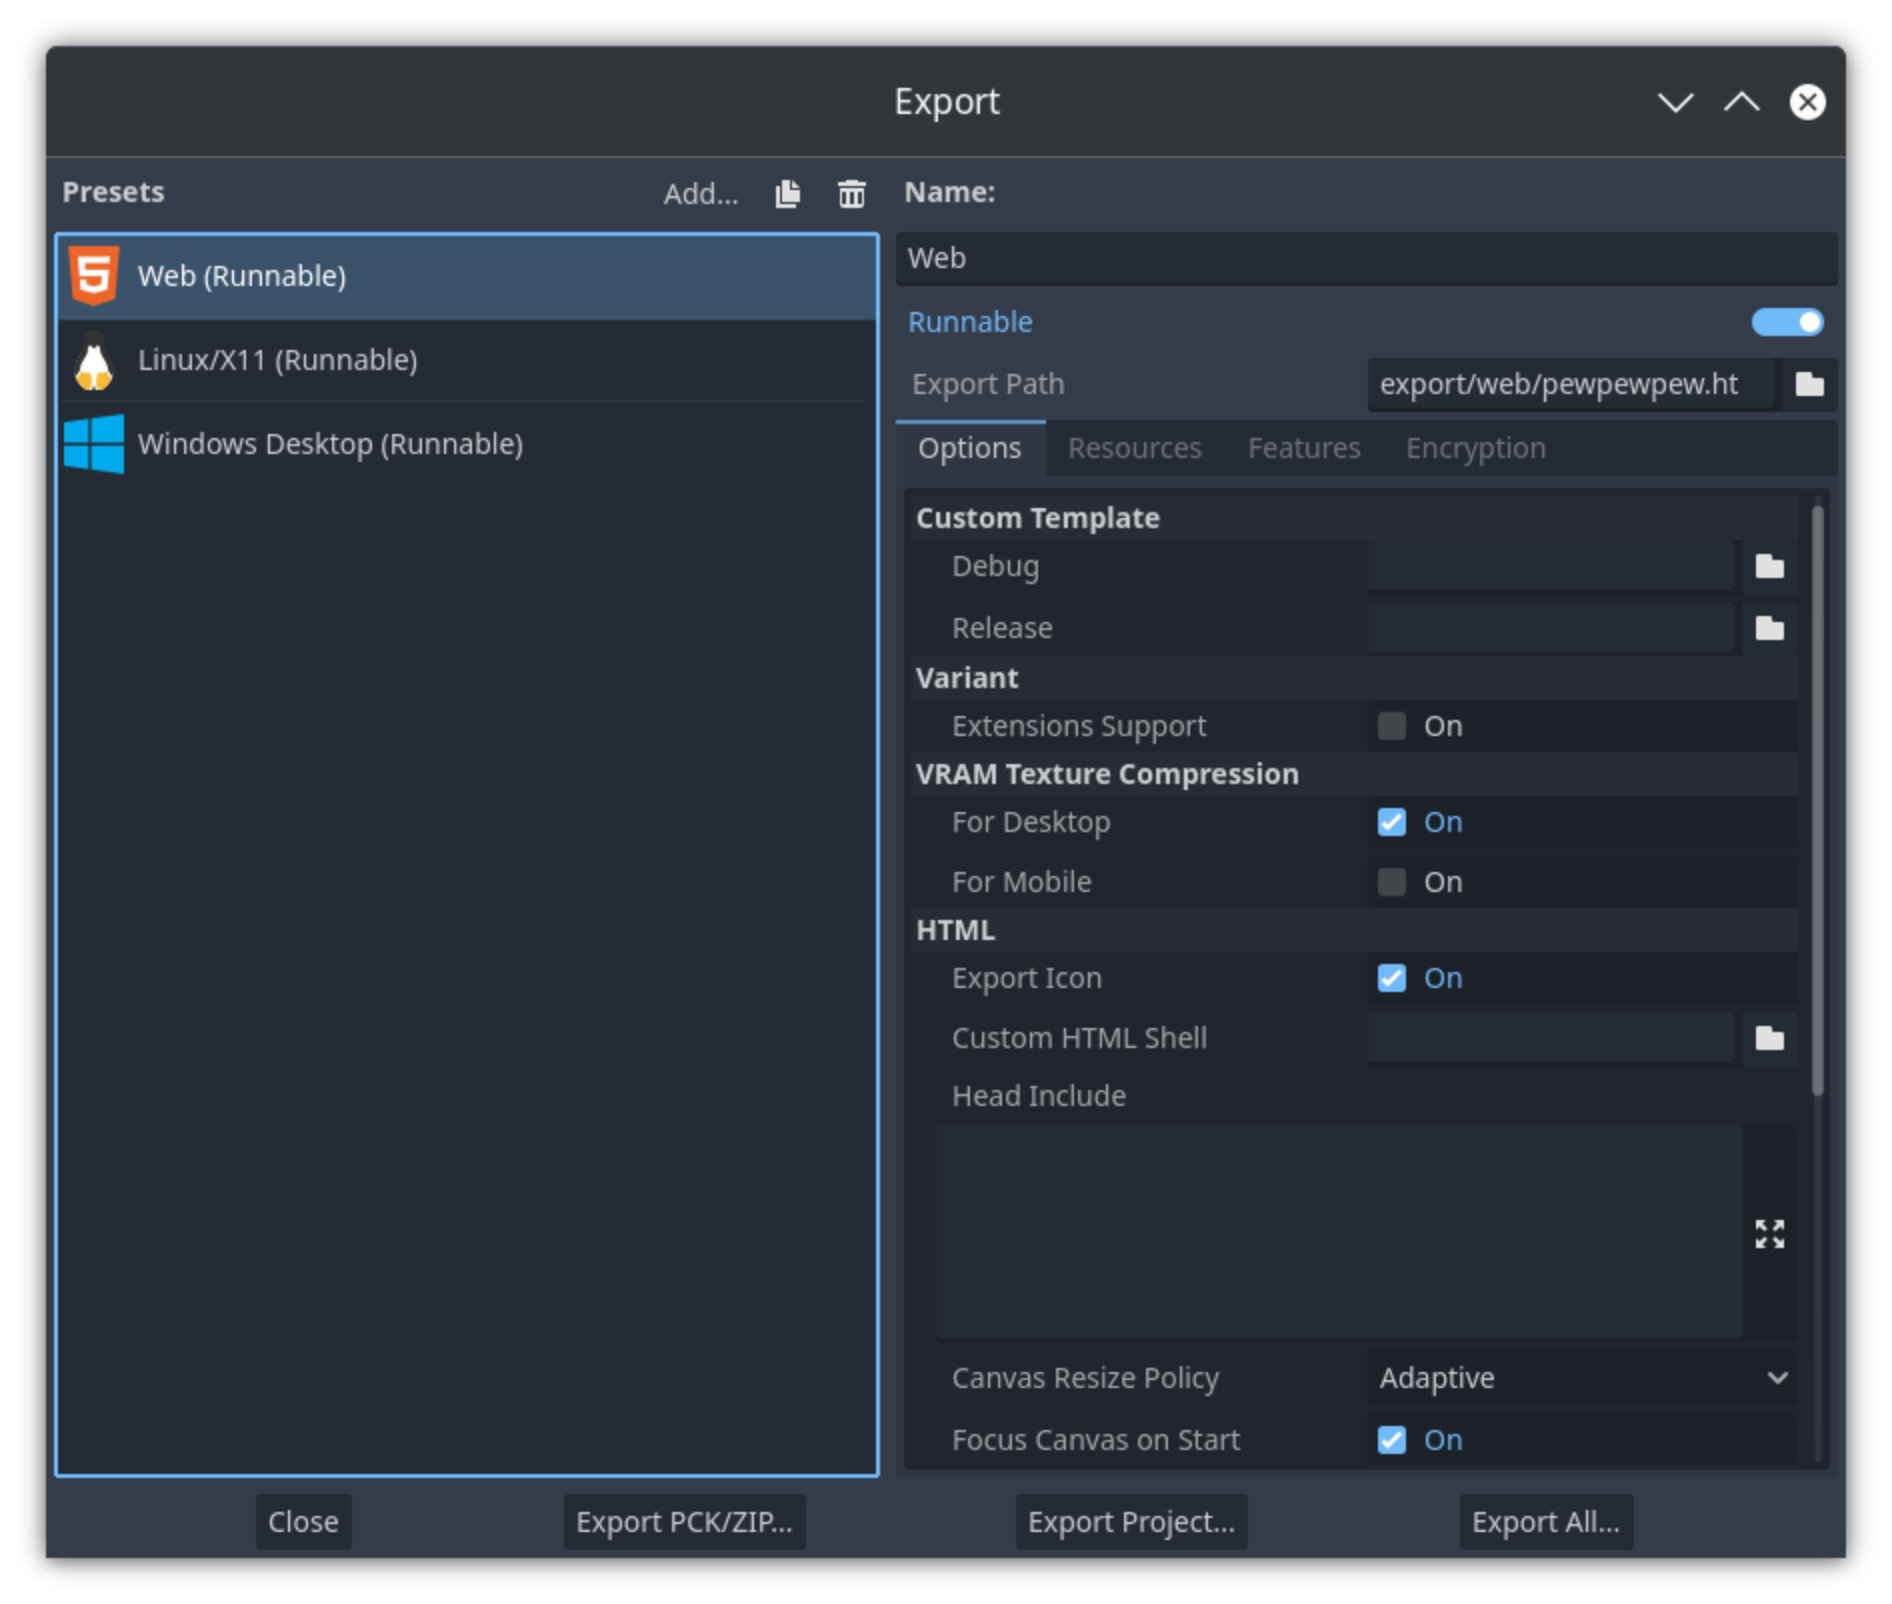 Export
Presets
Add...
Web (Runnable)
Linux/X11 (Runnable)
Windows Desktop (Runnable)
Name:
Web
Runnable
Export Path export/web/pewpewpew.ht
Options Resources Features Encryption
Custom Template
Debug
Release
Variant
Extensions Support On
VRAM Texture Compression
For Desktop On
For Mobile On
HTML
Export Icon On
Custom HTML Shell
Head Include
Canvas Resize Policy Adaptive
Focus Canvas on Start On
Close Export PCK/ZIP... Export Project... Export All...